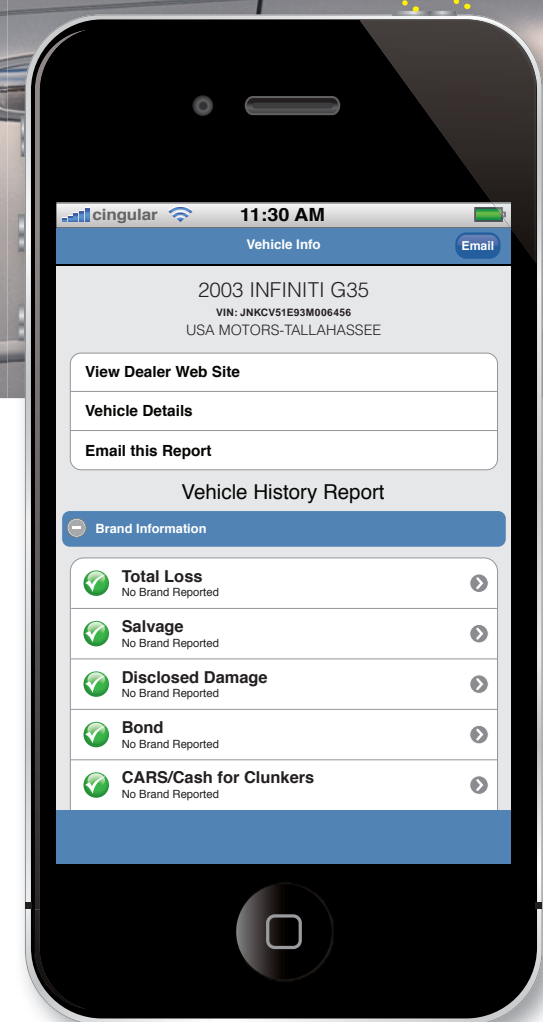 cingular 11:30 AM
Vehicle Info Email
2003 INFINITI G35
VIN: JNKCV51E93M006456
USA MOTORS-TALLAHASSEE
View Dealer Web Site
Vehicle Details
Email this Report
Vehicle History Report
Brand Information
Total Loss
No Brand Reported
Salvage
No Brand Reported
Disclosed Damage
No Brand Reported
Bond
No Brand Reported
CARS/Cash for Clunkers
No Brand Reported